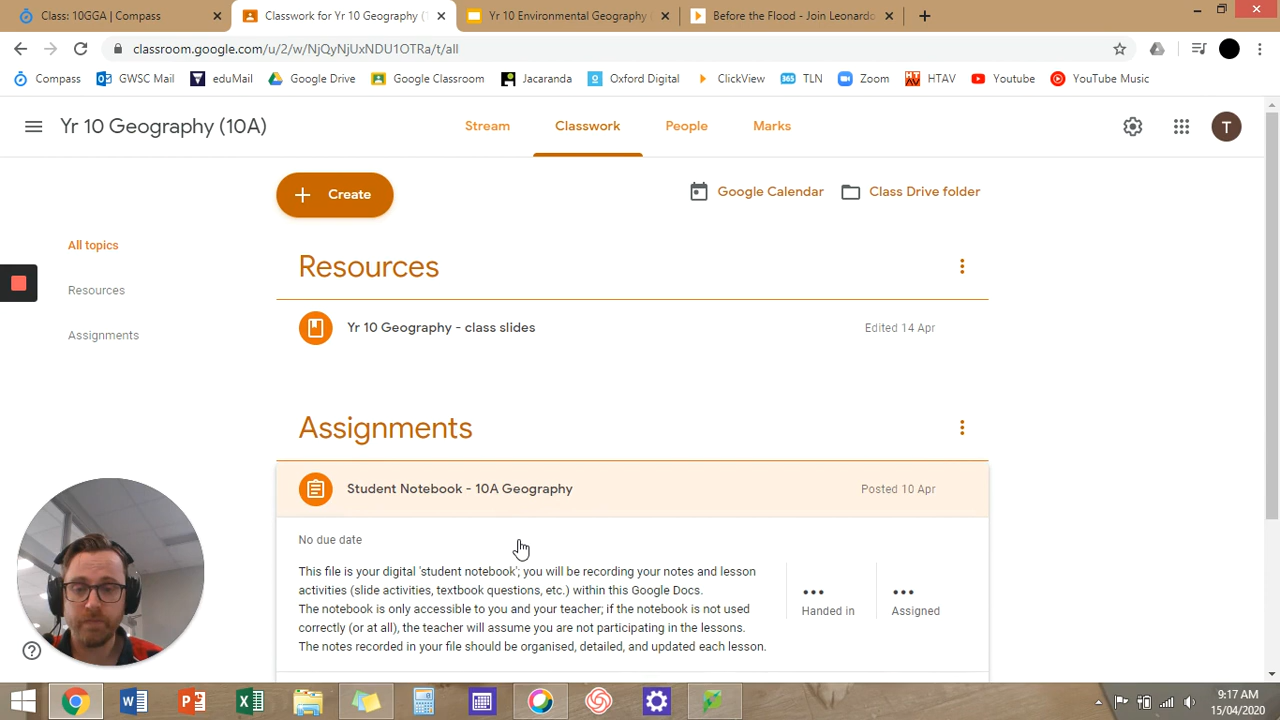 Class: 10GGA | Compass
Classwork for Yr 10 Geography (1
Yr 10 Environmental Geography
Before the Flood - Join Leonardo
classroom.google.com/u/2/w/NjQyNjUxNDU1OTRa/t/all
Compass
GWSC Mail
eduMail
Google Drive
Google Classroom
Jacaranda
Oxford Digital
ClickView
365
TLN
Zoom
HTAV
Youtube
YouTube Music
Yr 10 Geography (10A)
Stream
Classwork
People
Marks
T
Create
Google Calendar
Class Drive folder
All topics
Resources
Assignments
Resources
Yr 10 Geography - class slides
Edited 14 Apr
Assignments
Student Notebook - 10A Geography
Posted 10 Apr
No due date
This file is your digital 'student notebook'; you will be recording your notes and lesson
activities (slide activities, textbook questions, etc.) within this Google Docs.
The notebook is only accessible to you and your teacher; if the notebook is not used
correctly (or at all), the teacher will assume you are not participating in the lessons.
The notes recorded in your file should be organised, detailed, and updated each lesson.
•••
Handed in
•••
Assigned
9:17 AM
15/04/2020